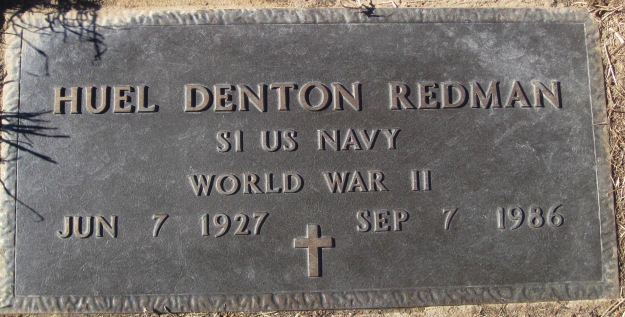 HUEL DENTON REDMAN
S1 US NAVY
WORLD WAR II
JUN 7 1927 SEP 7 1986